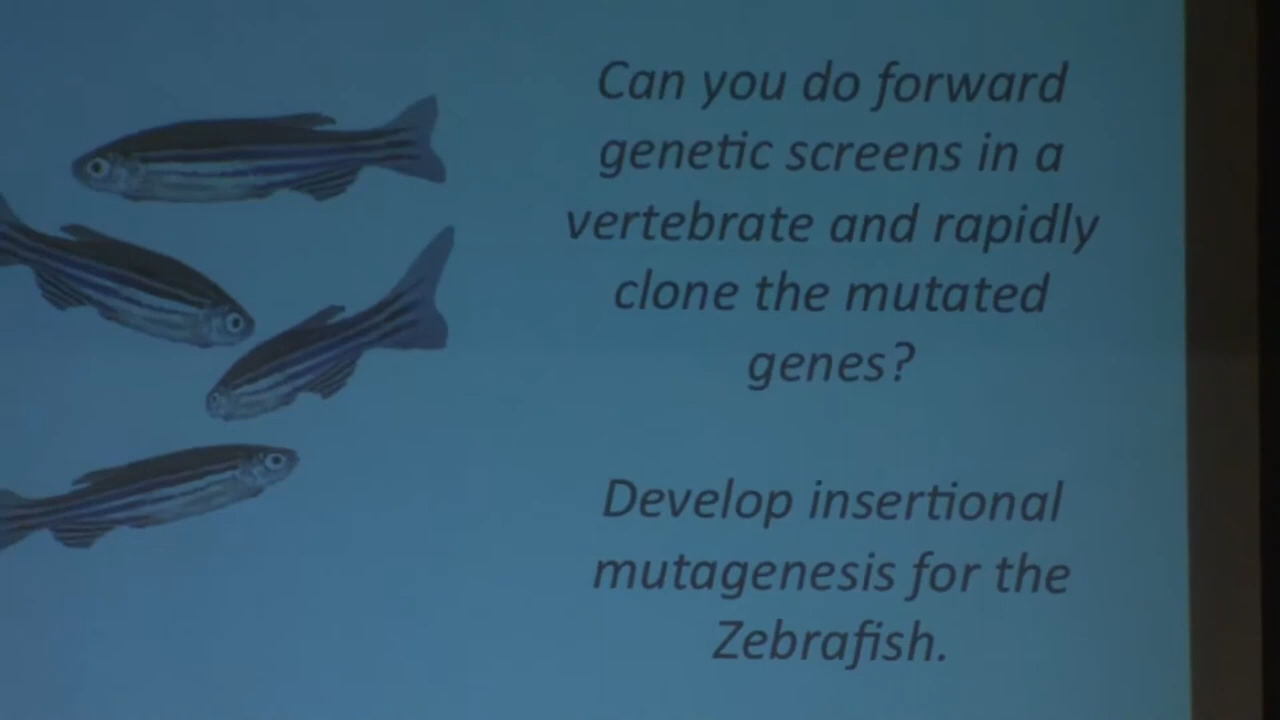 Can you do forward
genetic screens in a
vertebrate and rapidly
clone the mutated
genes?
Develop insertional
mutagenesis for the
Zebrafish.